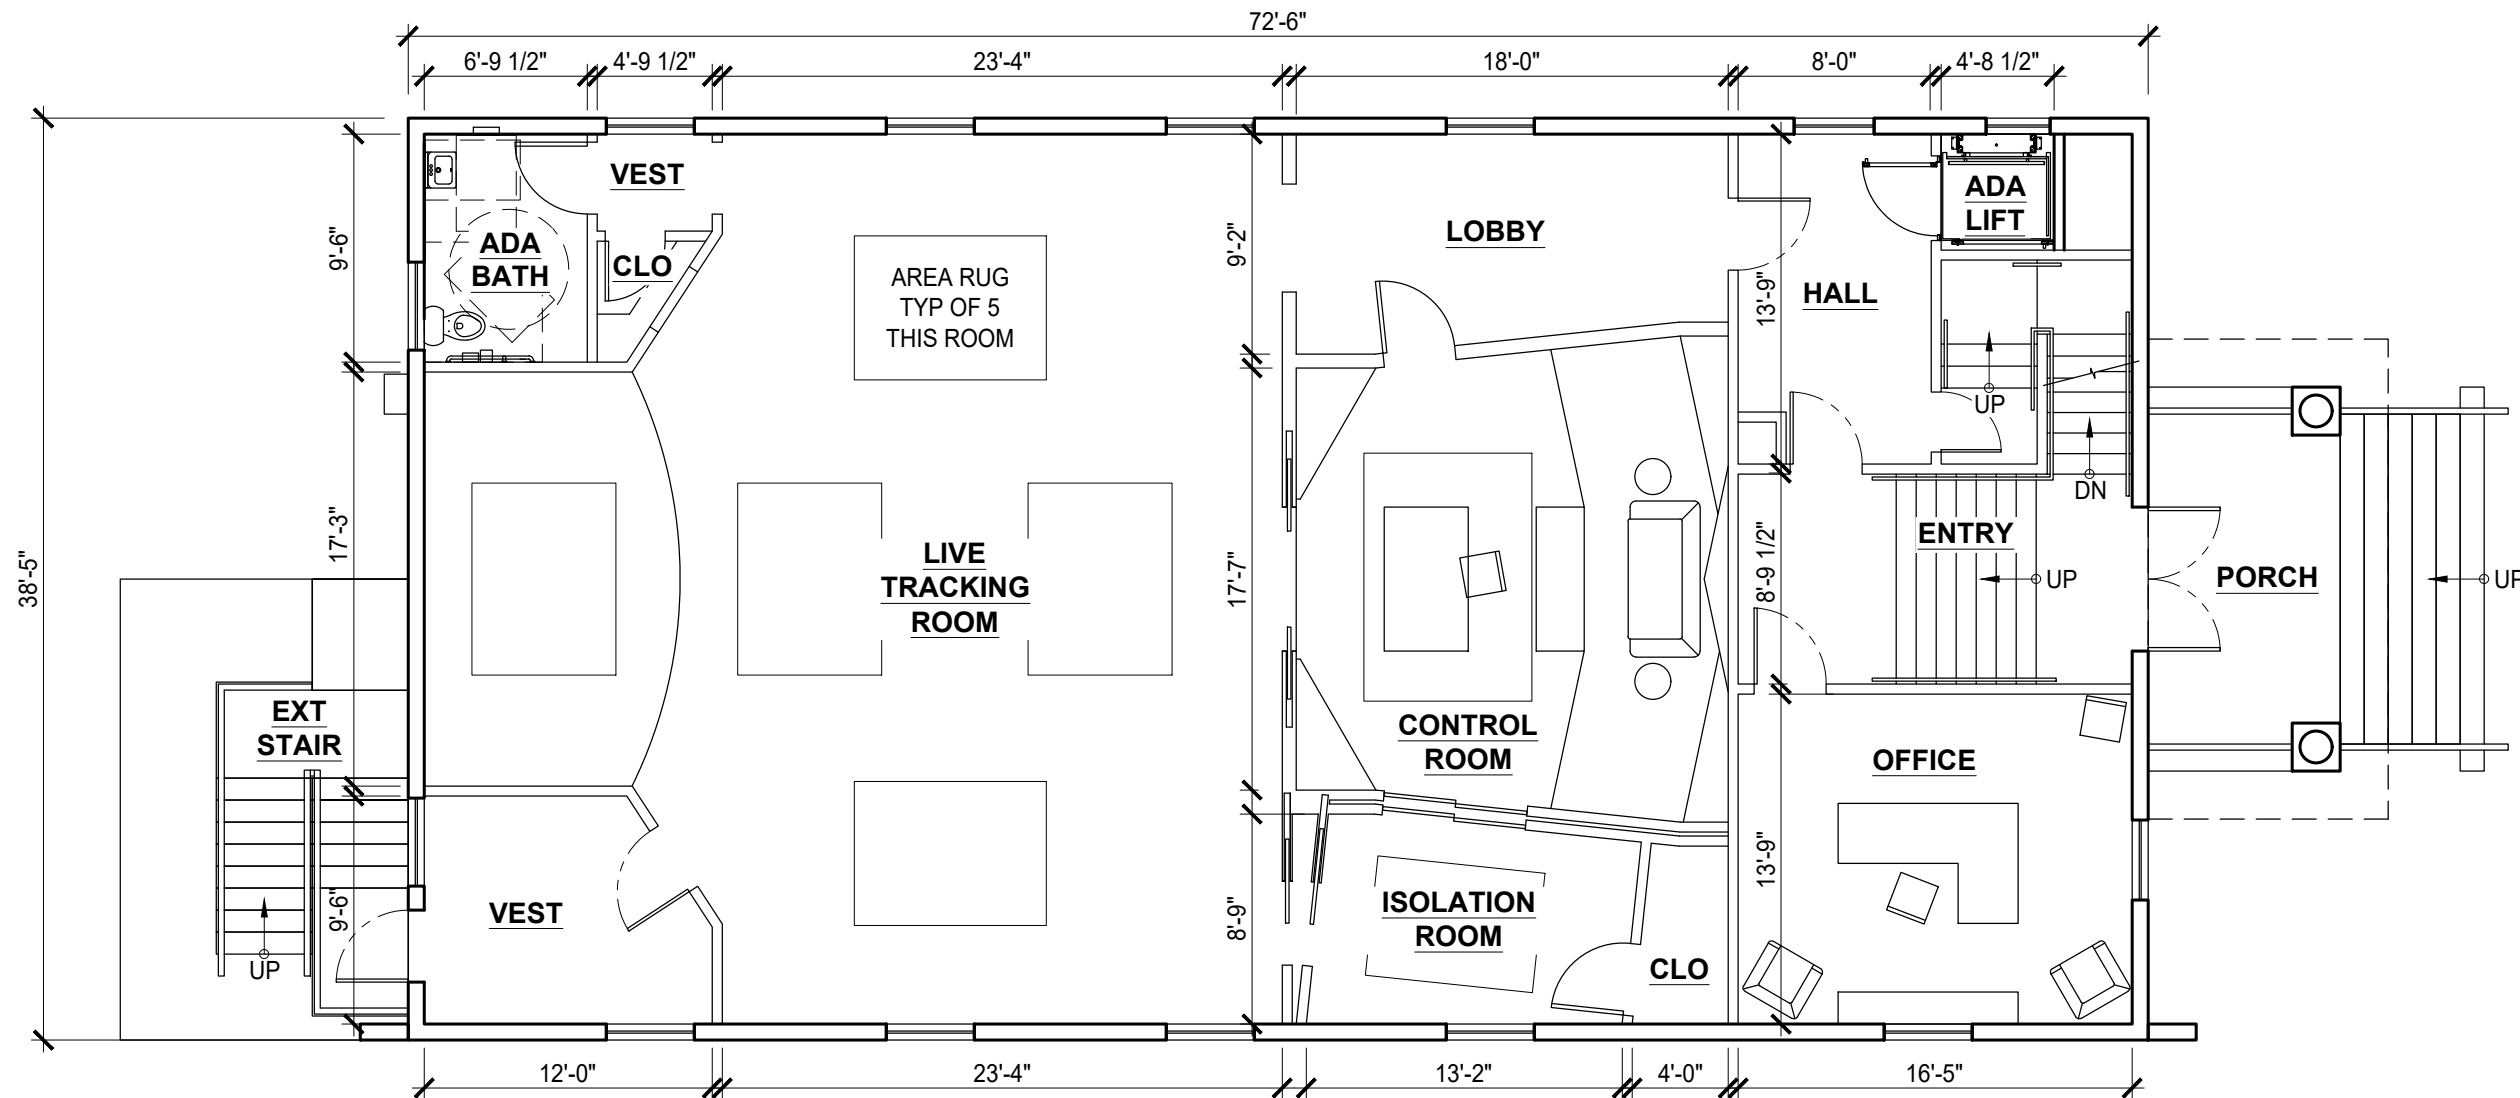 72'-6"
6'-9 1/2"
4'-9 1/2"
23'-4"
18'-0"
8'-0"
4'-8 1/2"
VEST
ADA
LIFT
LOBBY
ADA
BATH
CLO
AREA RUG
TYP OF 5
THIS ROOM
HALL
9'-6"
9'-2"
13'-9"
UP
DN
38'-5"
17'-3"
LIVE
TRACKING
ROOM
17'-7"
8'-9 1/2"
ENTRY
UP
PORCH
UP
EXT
STAIR
CONTROL
ROOM
OFFICE
9'-6"
VEST
8'-9"
ISOLATION
ROOM
13'-9"
UP
CLO
12'-0"
23'-4"
13'-2"
4'-0"
16'-5"